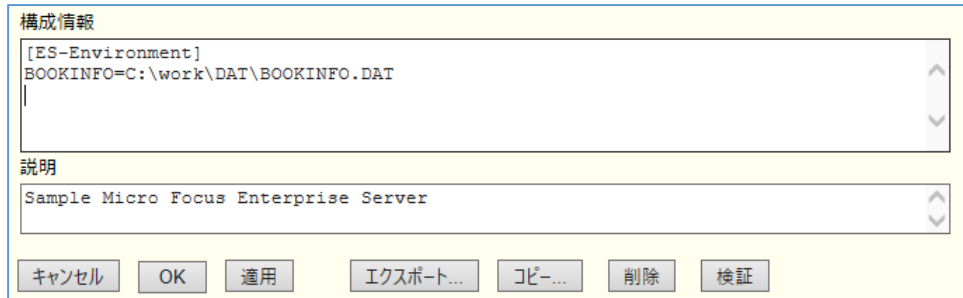 構成情報
[ES-Environment]
BOOKINFO=C:\work\DAT\BOOKINFO.DAT
説明
Sample Micro Focus Enterprise Server
キャンセル OK 適用 エクスポート... コピー... 削除 検証